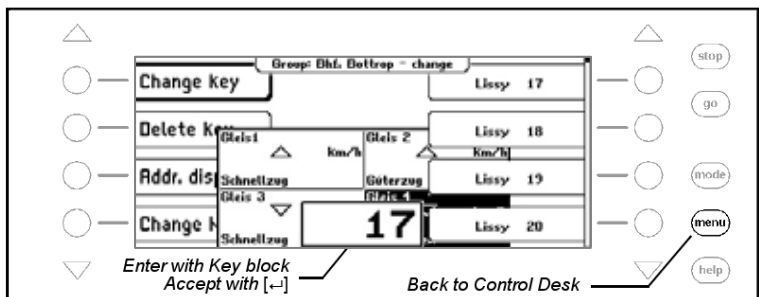 Group: Bhf. Bottrop - change
stop
Change key
Lissy 17
go
Delete
Gleis1
Gleis 2
Lissy 18
Km/h
Km/h
Addr.
Schnellzug
Güterzug
Lissy 19
mode
Gleis 3
Gleis 4
Change
17
Lissy 20
menu
Schnellzug
Enter with Key block
Accept with [↵]
Back to Control Desk
help